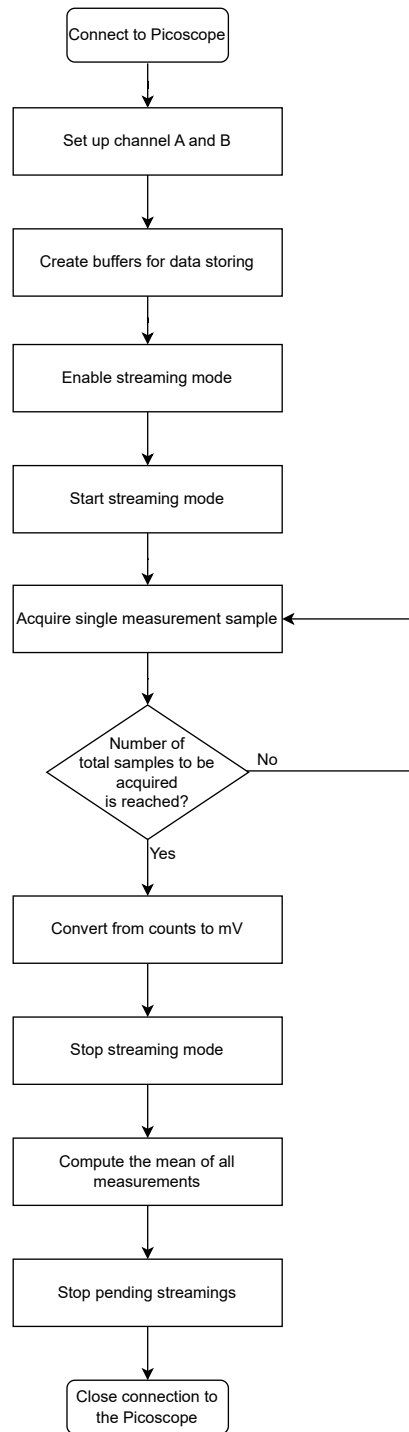 Connect to Picoscope
Set up channel A and B
Create buffers for data storing
Enable streaming mode
Start streaming mode
Acquire single measurement sample
Number of
total samples to be
acquired
is reached?
No
Yes
Convert from counts to mV
Stop streaming mode
Compute the mean of all
measurements
Stop pending streamings
Close connection to
the Picoscope